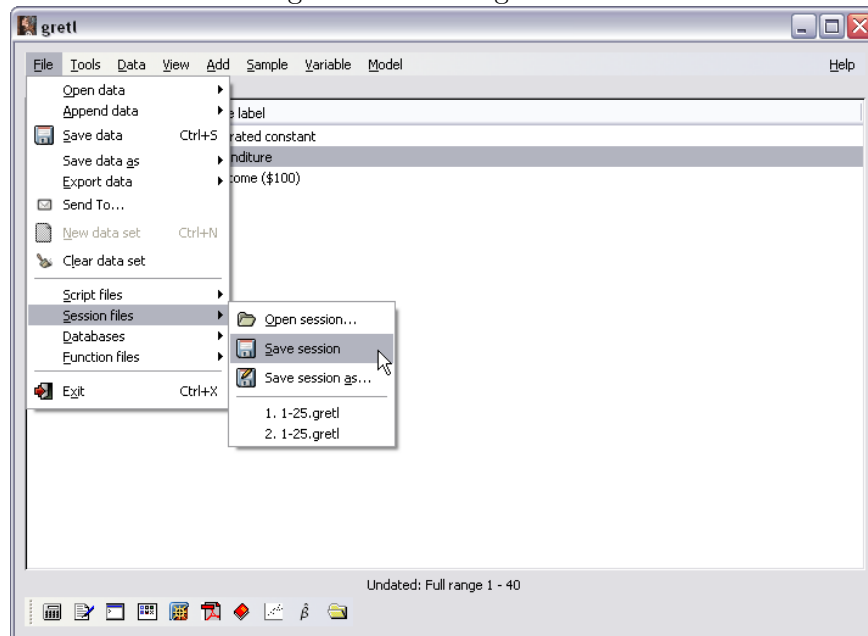 gretl
File Tools Data View Add Sample Variable Model Help
Open data
Append data
label
Save data Ctrl+S
rated constant
Save data as
nditure
Export data
ome ($100)
Send To...
New data set Ctrl+N
Clear data set
Script files
Session files
Open session...
Databases
Save session
Function files
Save session as...
Exit Ctrl+X
1. 1-25.gretl
2. 1-25.gretl
Undated: Full range 1 - 40
β̂